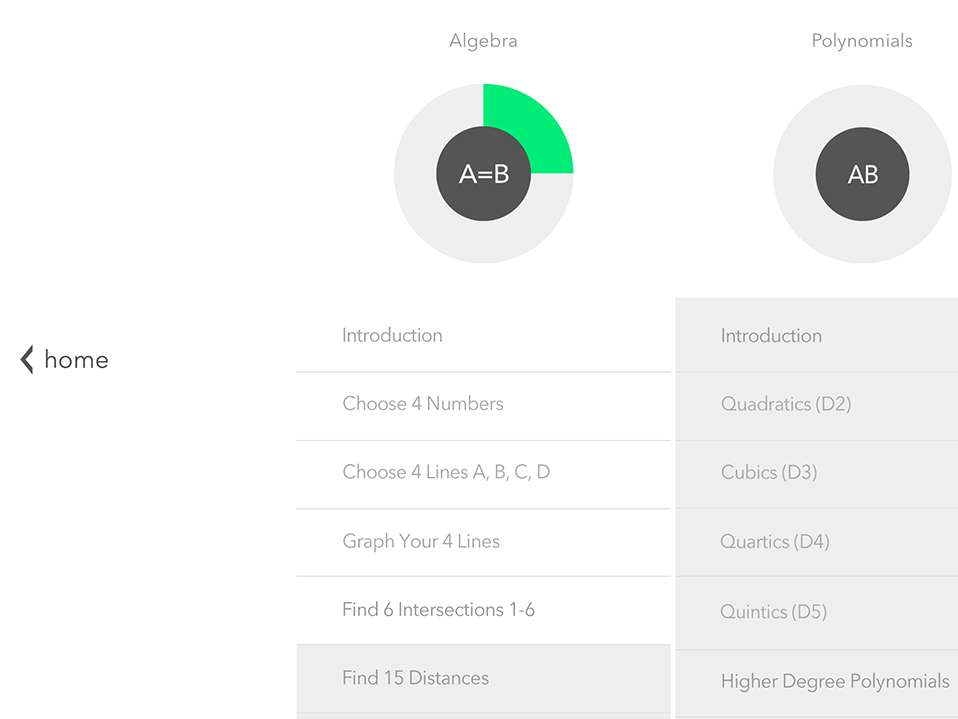 Algebra
Polynomials
A=B
AB
home
Introduction
Choose 4 Numbers
Choose 4 Lines A, B, C, D
Graph Your 4 Lines
Find 6 Intersections 1-6
Find 15 Distances
Introduction
Quadratics (D2)
Cubics (D3)
Quartics (D4)
Quintics (D5)
Higher Degree Polynomials